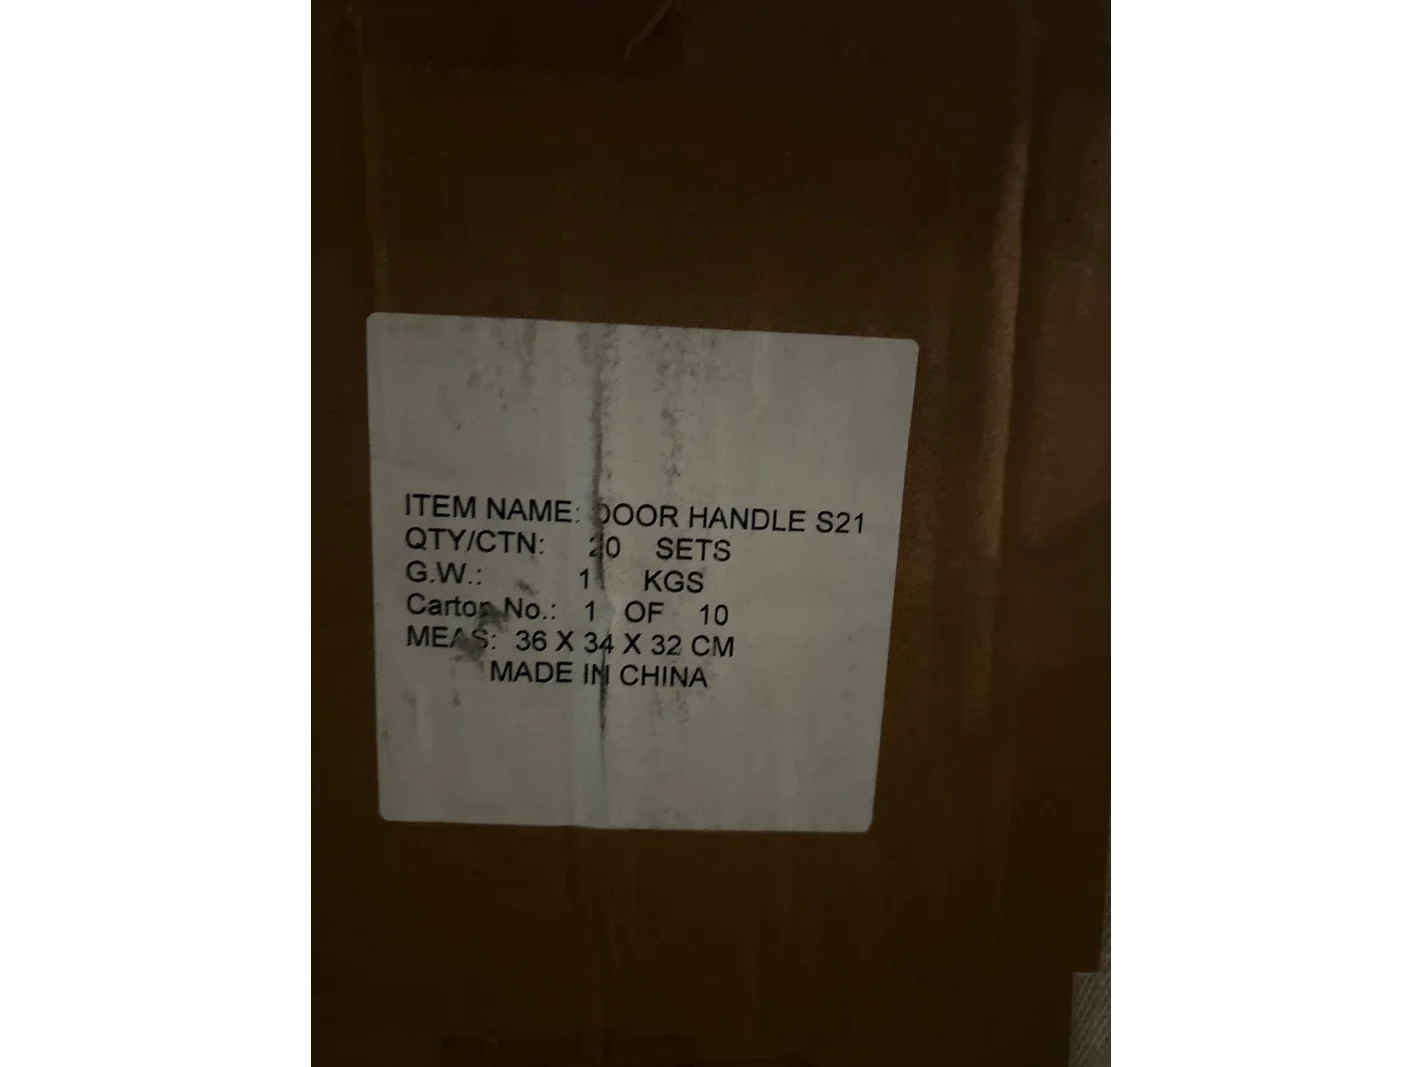 ITEM NAME: DOOR HANDLE S21
QTY/CTN: 20 SETS
G.W.: KGS
Carton No.: 1 OF 10
MEAS: 36 X 34 X 32 CM
MADE IN CHINA